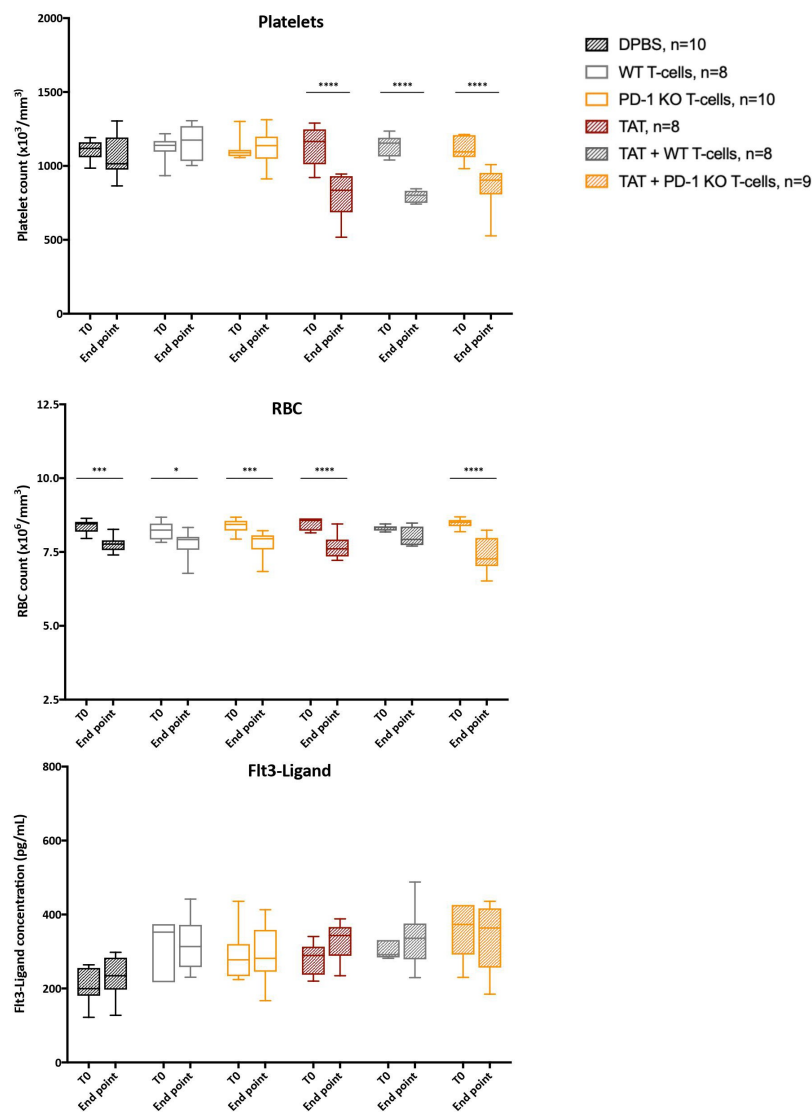 Platelets
Platelet count (x10³/mm³)
2000
1500
1000
500
0
**** **** ****
T0 End point T0 End point T0 End point T0 End point T0 End point T0 End point
DPBS, n=10
WT T-cells, n=8
PD-1 KO T-cells, n=10
TAT, n=8
TAT + WT T-cells, n=8
TAT + PD-1 KO T-cells, n=9
RBC
RBC count (x10⁶/mm³)
12.5
10.0
7.5
5.0
2.5
*** * *** **** ****
T0 End point T0 End point T0 End point T0 End point T0 End point T0 End point
Flt3-Ligand
Flt3-Ligand concentration (pg/mL)
800
600
400
200
0
T0 End point T0 End point T0 End point T0 End point T0 End point T0 End point